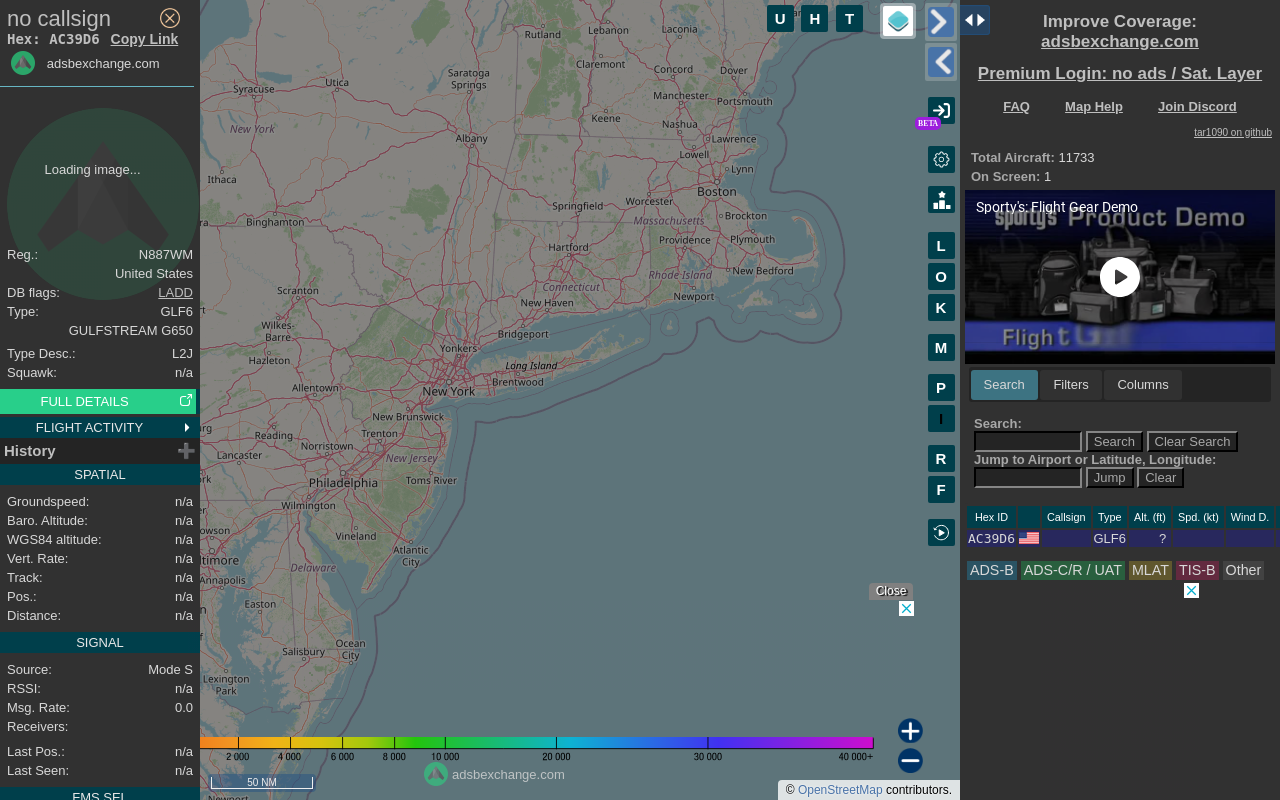 no callsign
Hex: AC39D6 Copy Link
adsbexchange.com
Loading image...
Reg.: N887WM
United States
DB flags: LADD
Type: GLF6
GULFSTREAM G650
Type Desc.: L2J
Squawk: n/a
FULL DETAILS
FLIGHT ACTIVITY
History
SPATIAL
Groundspeed: n/a
Baro. Altitude: n/a
WGS84 altitude: n/a
Vert. Rate: n/a
Track: n/a
Pos.: n/a
Distance: n/a
SIGNAL
Source: Mode S
RSSI: n/a
Msg. Rate: 0.0
Receivers:
Last Pos.: n/a
Last Seen: n/a
FMS SEL
Rutland
Lebanon
Laconia
Claremont
Concord
Dover
Saratoga
Springs
Utica
Syracuse
Manchester
Portsmouth
Keene
Nashua
New York
Albany
Lawrence
Lowell
Lynn
Ithaca
Boston
Worcester
Springfield
Massachusetts
Brockton
Binghamton
Hartford
Providence
Plymouth
New Bedford
Rhode Island
Connecticut
Newport
Scranton
New Haven
Wilkes-
Barre
Bridgeport
Yonkers
Hazleton
Long Island
Brentwood
Allentown
New York
New Brunswick
Reading
Trenton
Norristown
Lancaster
New Jersey
Toms River
Philadelphia
Wilmington
Vineland
Atlantic
City
Annapolis
Delaware
Easton
Ocean
City
Salisbury
Lexington
Park
2 000 4 000 6 000 8 000 10 000 20 000 30 000 40 000+
adsbexchange.com
50 NM
© OpenStreetMap contributors.
U H T
BETA
L
O
K
M
P
I
R
F
Close
Improve Coverage:
adsbexchange.com
Premium Login: no ads / Sat. Layer
FAQ Map Help Join Discord
tar1090 on github
Total Aircraft: 11733
On Screen: 1
Sporty's: Flight Gear Demo
sportys Product Demo
Search Filters Columns
Search:
Search Clear Search
Jump to Airport or Latitude, Longitude:
Jump Clear
Hex ID Callsign Type Alt. (ft) Spd. (kt) Wind D.
AC39D6 GLF6 ?
ADS-B ADS-C/R / UAT MLAT TIS-B Other